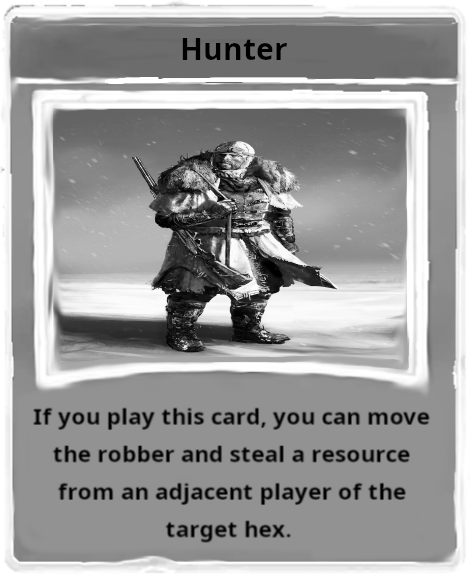 Hunter
If you play this card, you can move
the robber and steal a resource
from an adjacent player of the
target hex.